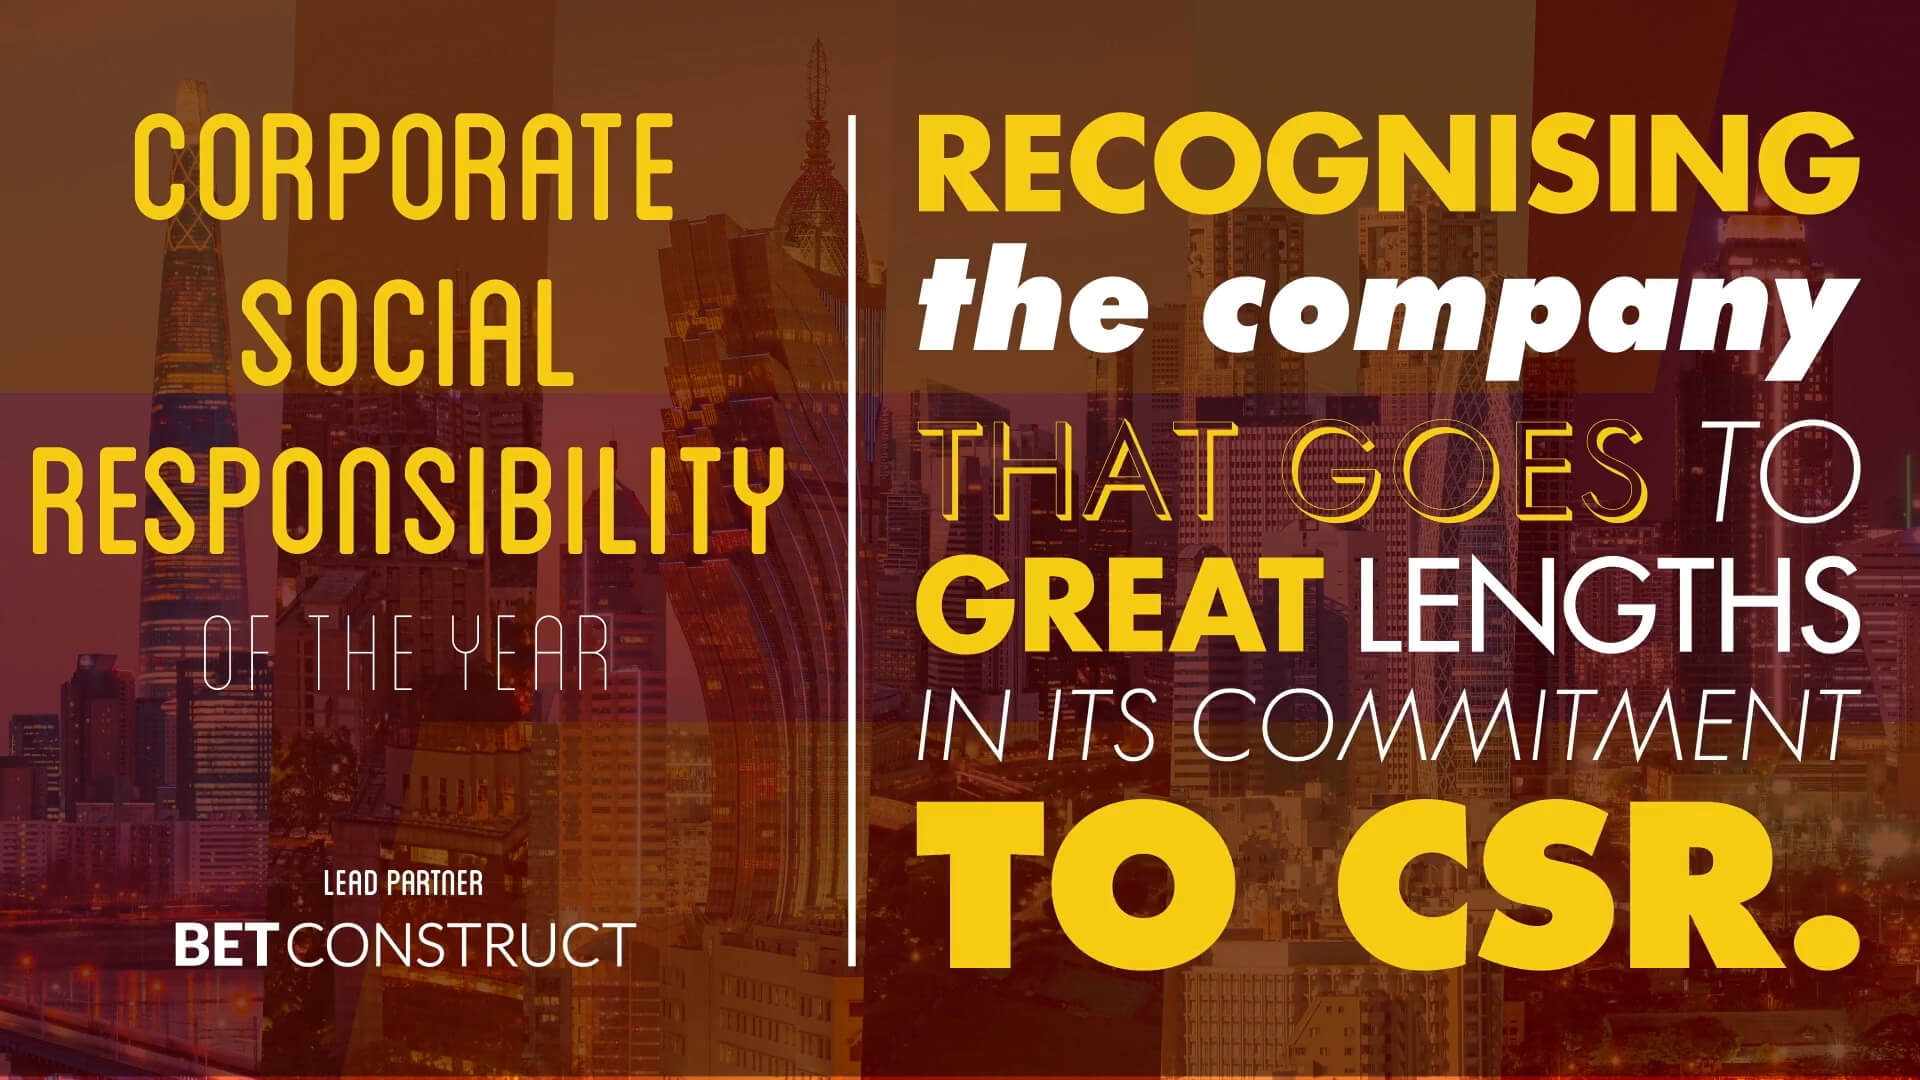 CORPORATE
SOCIAL
RESPONSIBILITY
OF THE YEAR
LEAD PARTNER
BETCONSTRUCT
RECOGNISING
the company
THAT GOES TO
GREAT LENGTHS
IN ITS COMMITMENT
TO CSR.